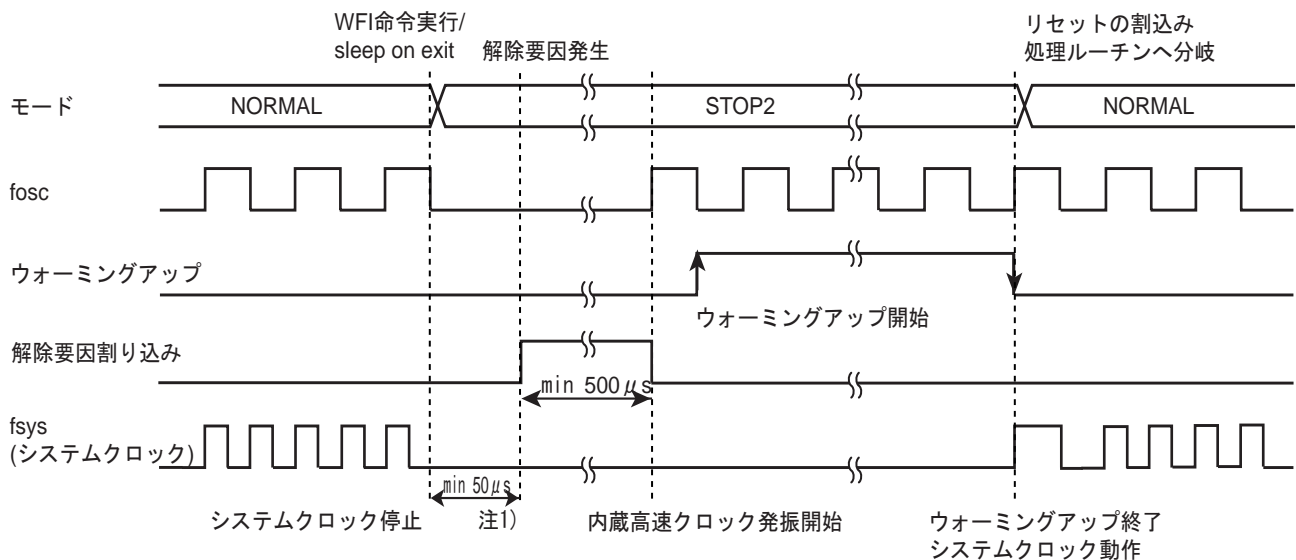 WFI命令実行/
sleep on exit
解除要因発生
リセットの割込み
処理ルーチンへ分岐
モード
NORMAL
STOP2
NORMAL
fosc
ウォーミングアップ
ウォーミングアップ開始
解除要因割り込み
min 500μs
fsys
(システムクロック)
min 50μs
システムクロック停止
注1)
内蔵高速クロック発振開始
ウォーミングアップ終了
システムクロック動作